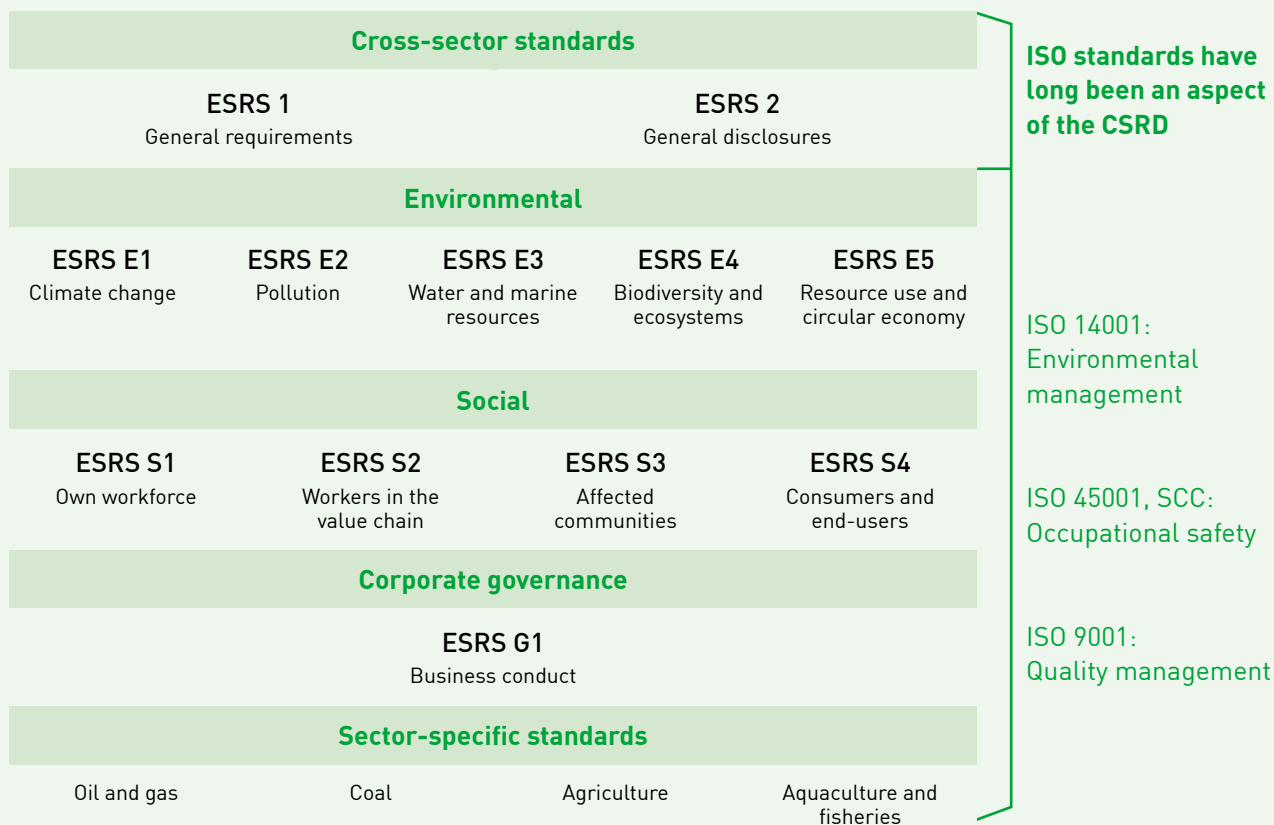 Cross-sector standards
ESRS 1
General requirements
ESRS 2
General disclosures
Environmental
ESRS E1
Climate change
ESRS E2
Pollution
ESRS E3
Water and marine
resources
ESRS E4
Biodiversity and
ecosystems
ESRS E5
Resource use and
circular economy
Social
ESRS S1
Own workforce
ESRS S2
Workers in the
value chain
ESRS S3
Affected
communities
ESRS S4
Consumers and
end-users
Corporate governance
ESRS G1
Business conduct
Sector-specific standards
Oil and gas
Coal
Agriculture
Aquaculture and
fisheries
ISO standards have
long been an aspect
of the CSRD
ISO 14001:
Environmental
management
ISO 45001, SCC:
Occupational safety
ISO 9001:
Quality management